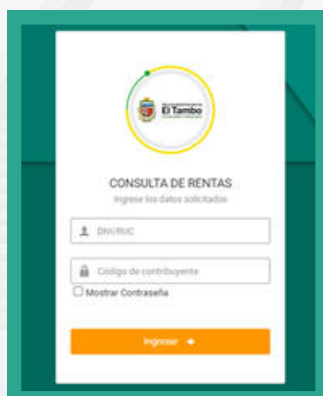 El Tambo
CONSULTA DE RENTAS
Ingrese los datos solicitados
DNI/RUC
Código de contribuyente
Mostrar Contraseña
Ingresar